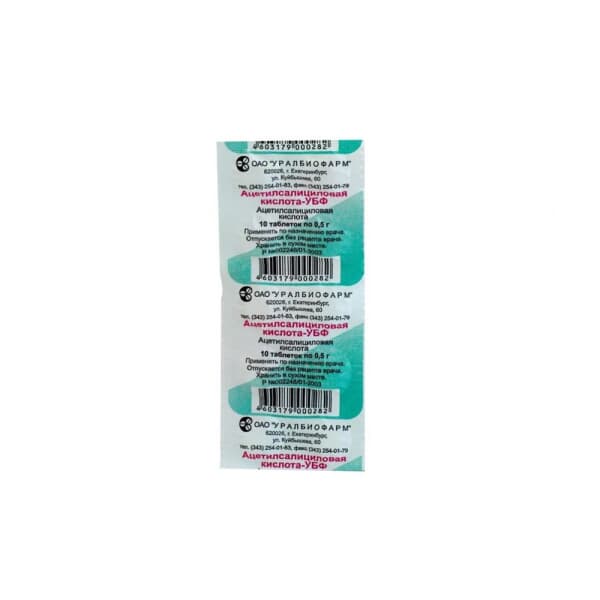 4603179000282
ОАО "УРАЛБИОФАРМ"
620026, г. Екатеринбург,
ул. Куйбышева, 60
тел. (343) 254-01-83, факс (343) 254-01-79
Ацетилсалициловая
кислота-УБФ
Ацетилсалициловая
кислота
10 таблеток по 0,5 г
Применять по назначению врача.
Отпускается без рецепта врача.
Хранить в сухом месте.
Р №002248/01-2003
4603179000282
ОАО "УРАЛБИОФАРМ"
620026, г. Екатеринбург,
ул. Куйбышева, 60
тел. (343) 254-01-83, факс (343) 254-01-79
Ацетилсалициловая
кислота-УБФ
Ацетилсалициловая
кислота
10 таблеток по 0,5 г
Применять по назначению врача.
Отпускается без рецепта врача.
Хранить в сухом месте.
Р №002248/01-2003
4603179000282
ОАО "УРАЛБИОФАРМ"
620026, г. Екатеринбург,
ул. Куйбышева, 60
тел. (343) 254-01-83, факс (343) 254-01-79
Ацетилсалициловая
кислота-УБФ